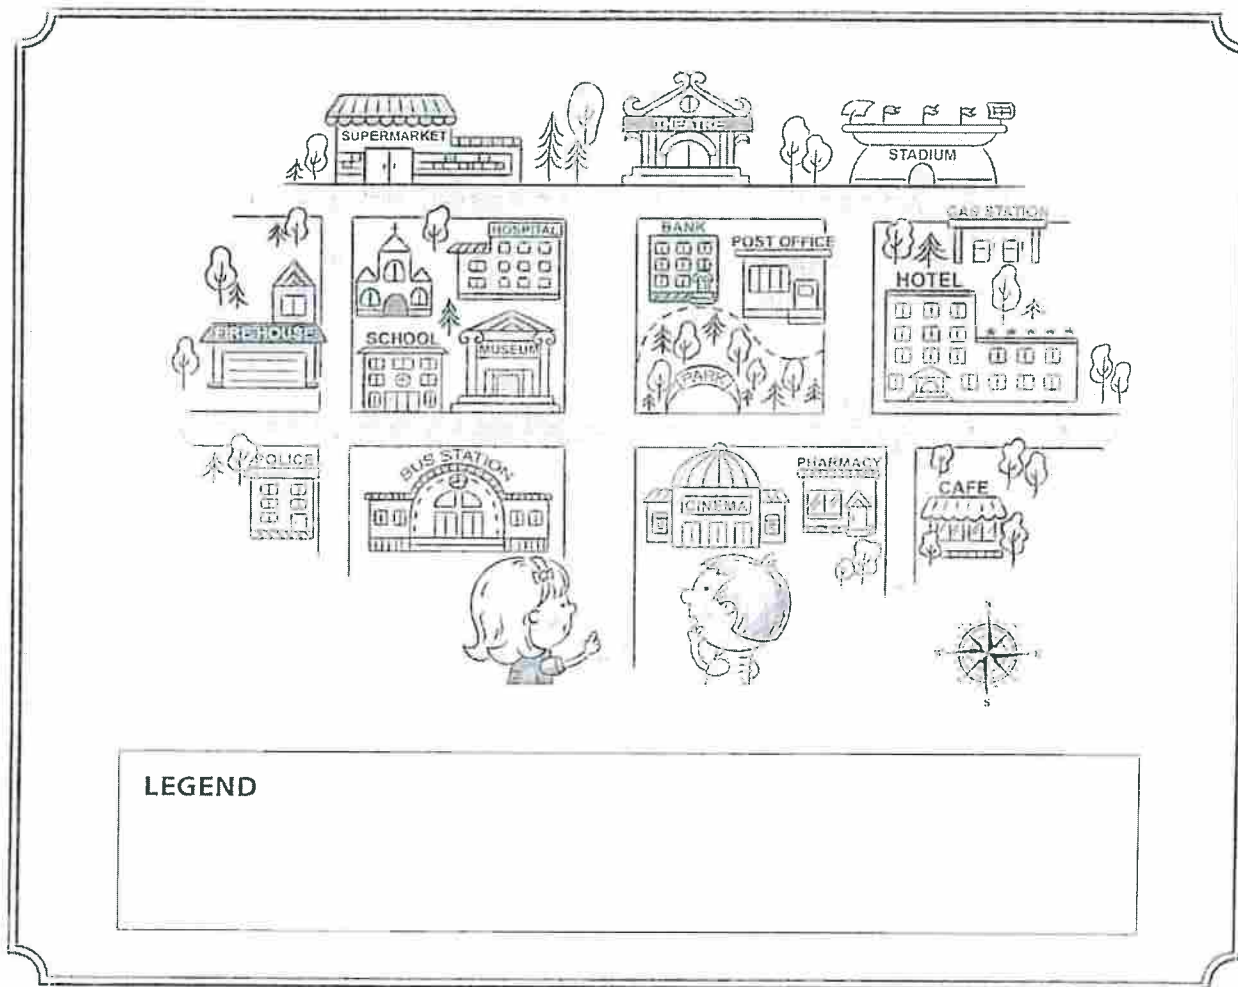 SUPERMARKET
THEATRE
STADIUM
GAS STATION
HOSPITAL
BANK
POST OFFICE
HOTEL
FIRE HOUSE
SCHOOL
MUSEUM
PARK
POLICE
BUS STATION
CINEMA
PHARMACY
CAFE
N
W
E
S
LEGEND